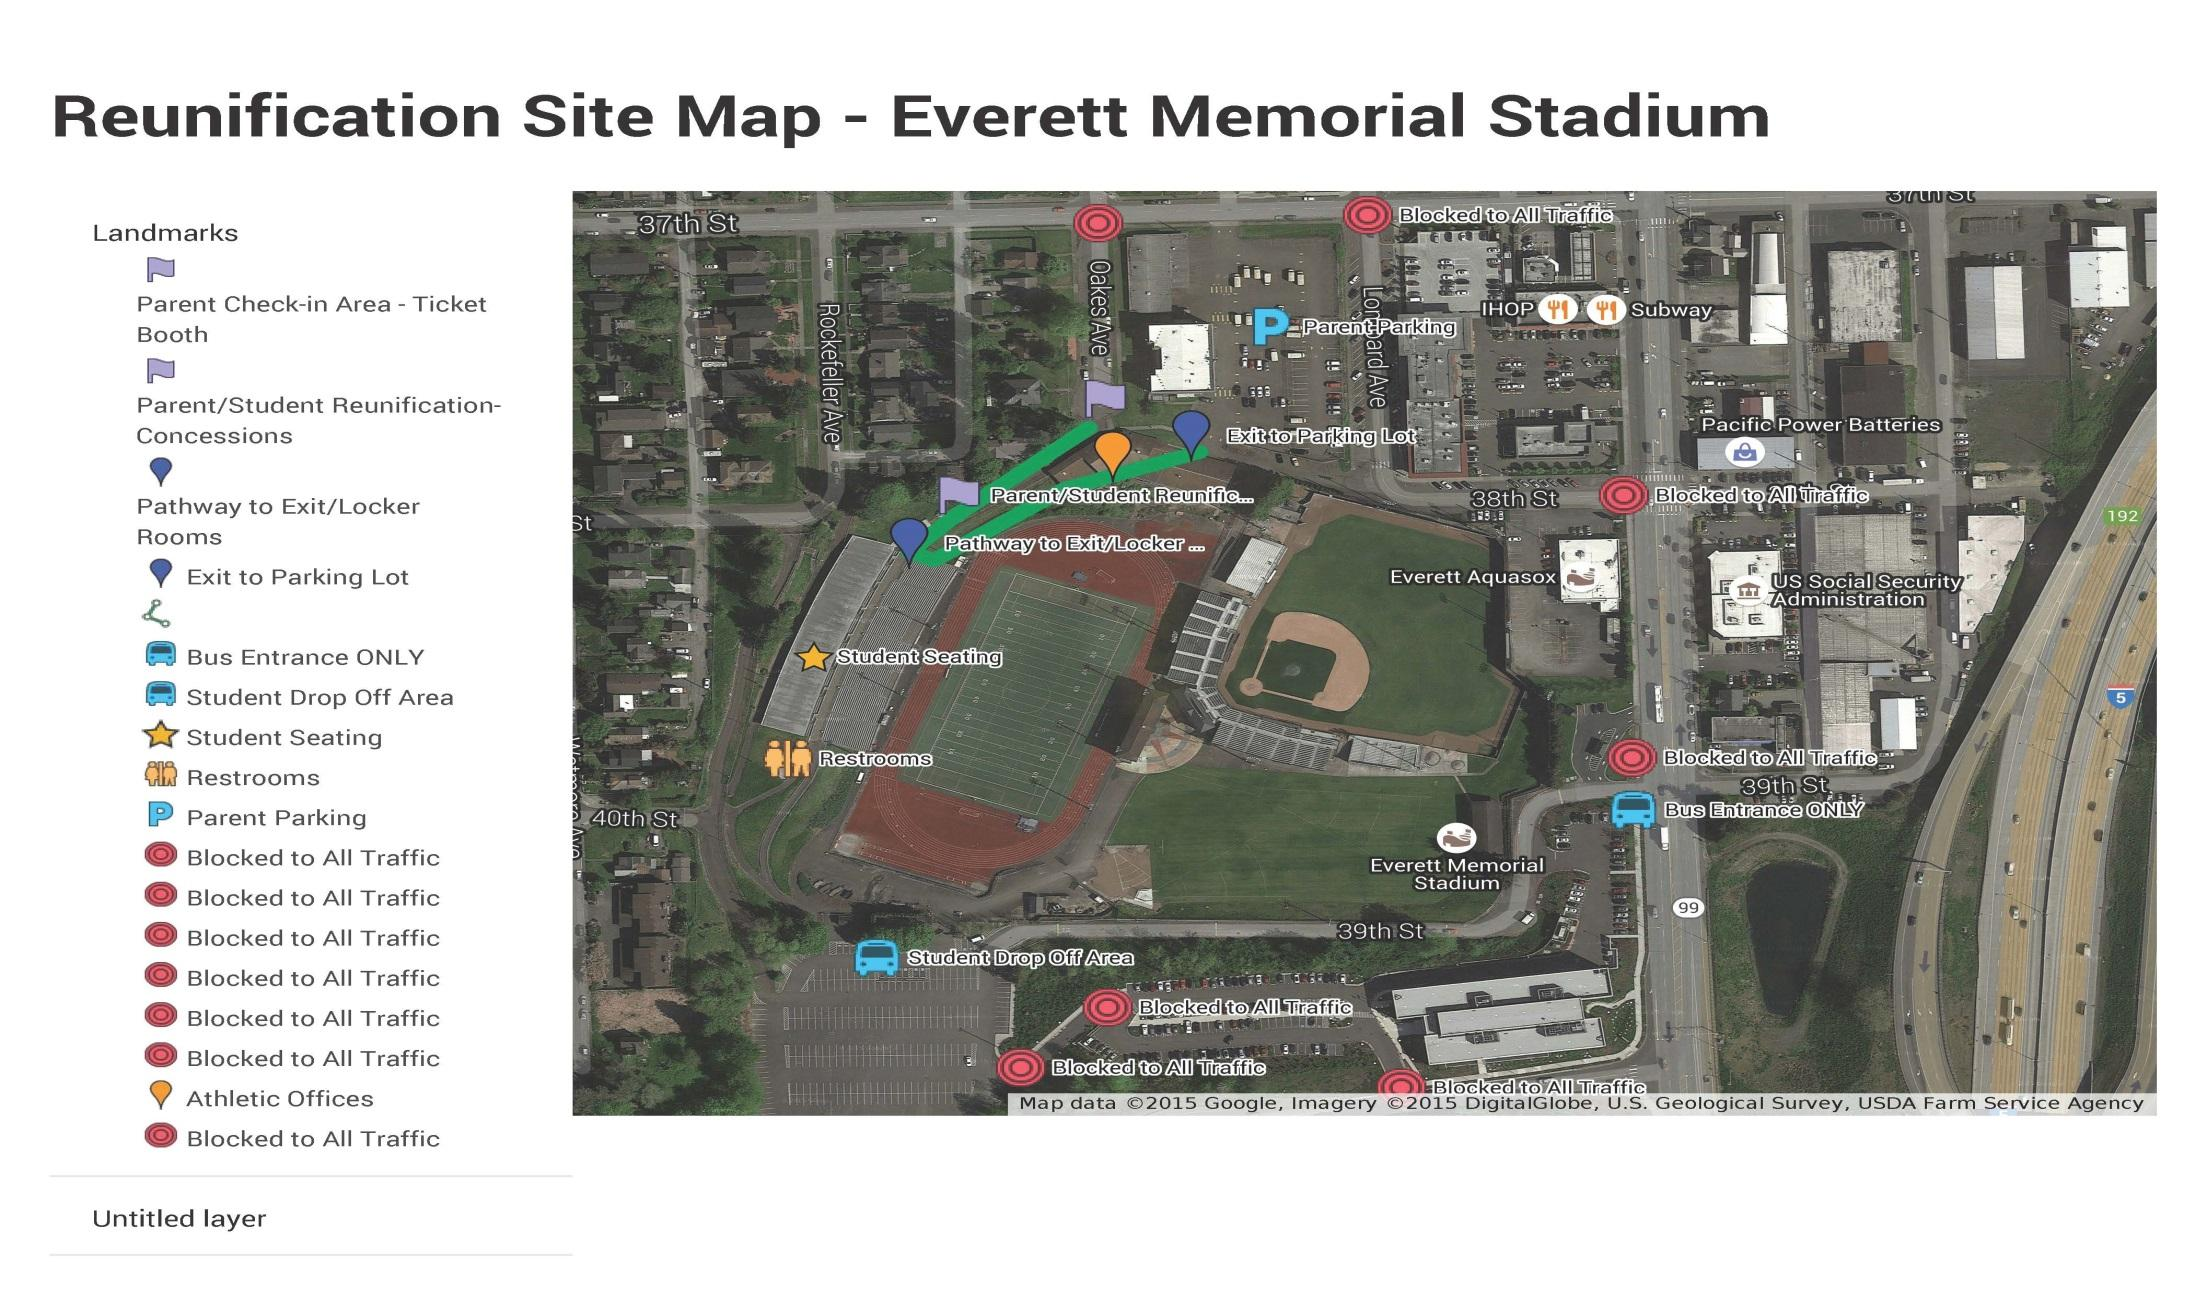 Reunification Site Map - Everett Memorial Stadium
Landmarks
Parent Check-in Area - Ticket
Booth
Parent/Student Reunification-
Concessions
Pathway to Exit/Locker
Rooms
Exit to Parking Lot
Bus Entrance ONLY
Student Drop Off Area
Student Seating
Restrooms
P Parent Parking
Blocked to All Traffic
Blocked to All Traffic
Blocked to All Traffic
Blocked to All Traffic
Blocked to All Traffic
Blocked to All Traffic
Athletic Offices
Blocked to All Traffic
Untitled layer
37th St
37th St
Blocked to All Traffic
Oakes Ave
Rockefeller Ave
Lombard Ave
P Parent Parking
IHOP
Subway
Pacific Power Batteries
Exit to Parking Lot
Parent/Student Reunific...
38th St
Blocked to All Traffic
St
192
Pathway to Exit/Locker ...
Everett Aquasox
US Social Security
Administration
Student Seating
5
Restrooms
Blocked to All Traffic
39th St
Bus Entrance ONLY
40th St
Everett Memorial
Stadium
99
39th St
Student Drop Off Area
Blocked to All Traffic
Blocked to All Traffic
Blocked to All Traffic
Map data ©2015 Google, Imagery ©2015 DigitalGlobe, U.S. Geological Survey, USDA Farm Service Agency